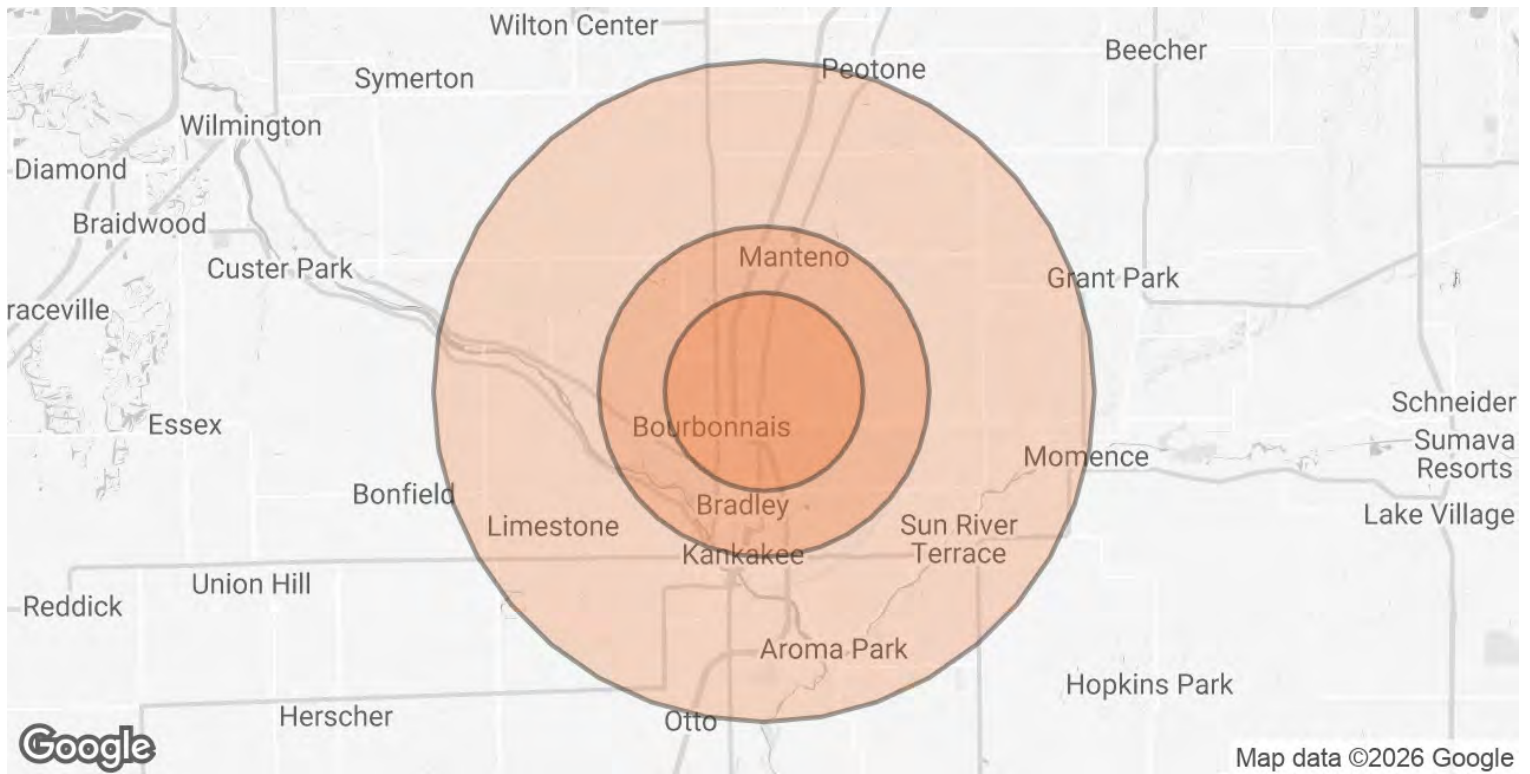 Wilton Center
Beecher
Peotone
Symerton
Wilmington
Diamond
Braidwood
Manteno
Custer Park
Grant Park
raceville
Schneider
Essex
Bourbonnais
Sumava
Resorts
Momence
Bonfield
Bradley
Lake Village
Limestone
Sun River
Terrace
Kankakee
Union Hill
Reddick
Aroma Park
Hopkins Park
Herscher
Otto
Google
Map data ©2026 Google